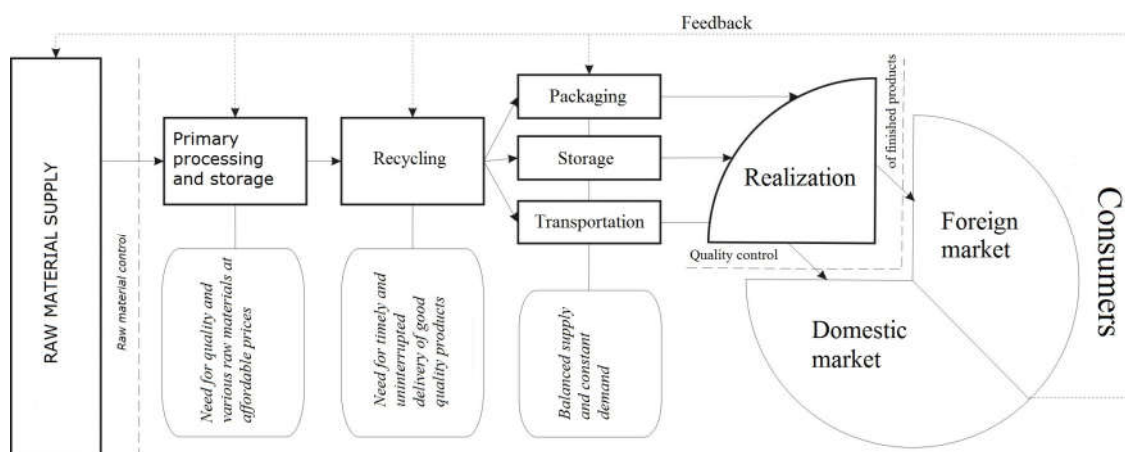 Feedback
RAW MATERIAL SUPPLY
Raw material control
Primary
processing
and storage
Recycling
Packaging
Storage
Transportation
Realization
Quality control
of finished products
Foreign
market
Domestic
market
Consumers
Need for quality and
various raw materials at
affordable prices
Need for timely and
uninterrupted
delivery of good
quality products
Balanced supply
and constant
demand